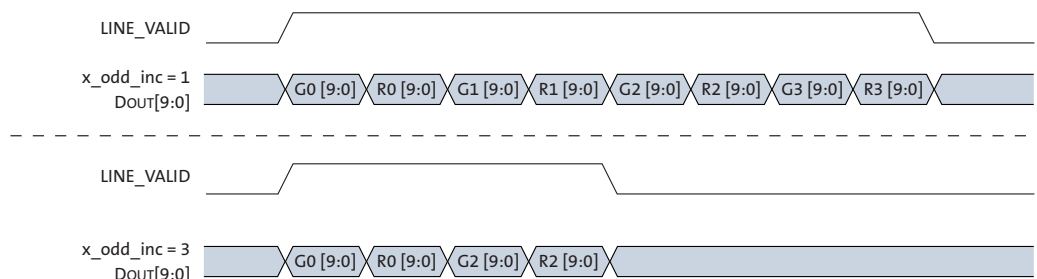 LINE_VALID
x_odd_inc = 1
DOUT[9:0]
G0 [9:0] R0 [9:0] G1 [9:0] R1 [9:0] G2 [9:0] R2 [9:0] G3 [9:0] R3 [9:0]
LINE_VALID
x_odd_inc = 3
DOUT[9:0]
G0 [9:0] R0 [9:0] G2 [9:0] R2 [9:0]